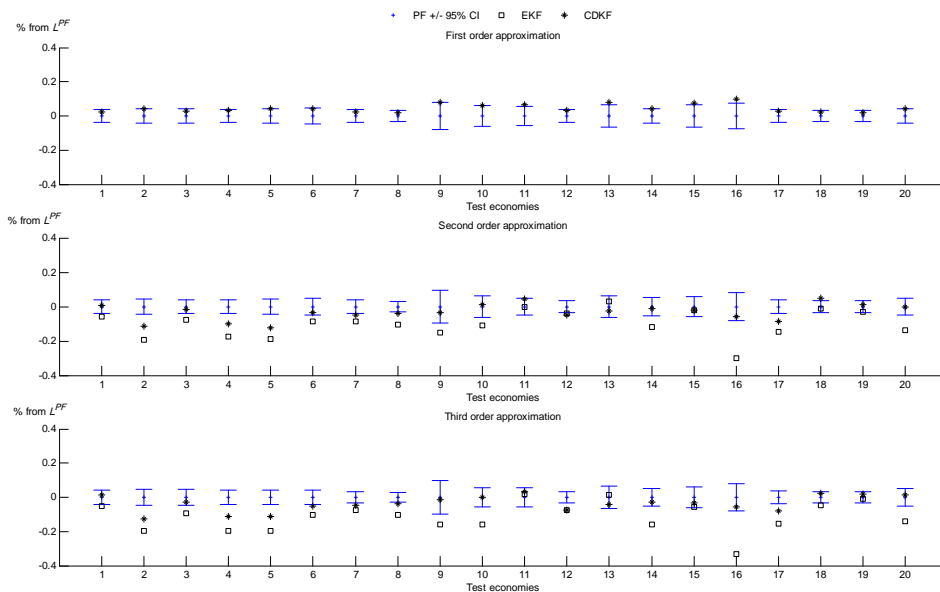 PF +/- 95% CI EKF CDKF
% from L^PF
First order approximation
0.4
0.2
0
-0.2
-0.4
1 2 3 4 5 6 7 8 9 10 11 12 13 14 15 16 17 18 19 20
Test economies
% from L^PF
Second order approximation
0.4
0.2
0
-0.2
-0.4
1 2 3 4 5 6 7 8 9 10 11 12 13 14 15 16 17 18 19 20
Test economies
% from L^PF
Third order approximation
0.4
0.2
0
-0.2
-0.4
1 2 3 4 5 6 7 8 9 10 11 12 13 14 15 16 17 18 19 20
Test economies